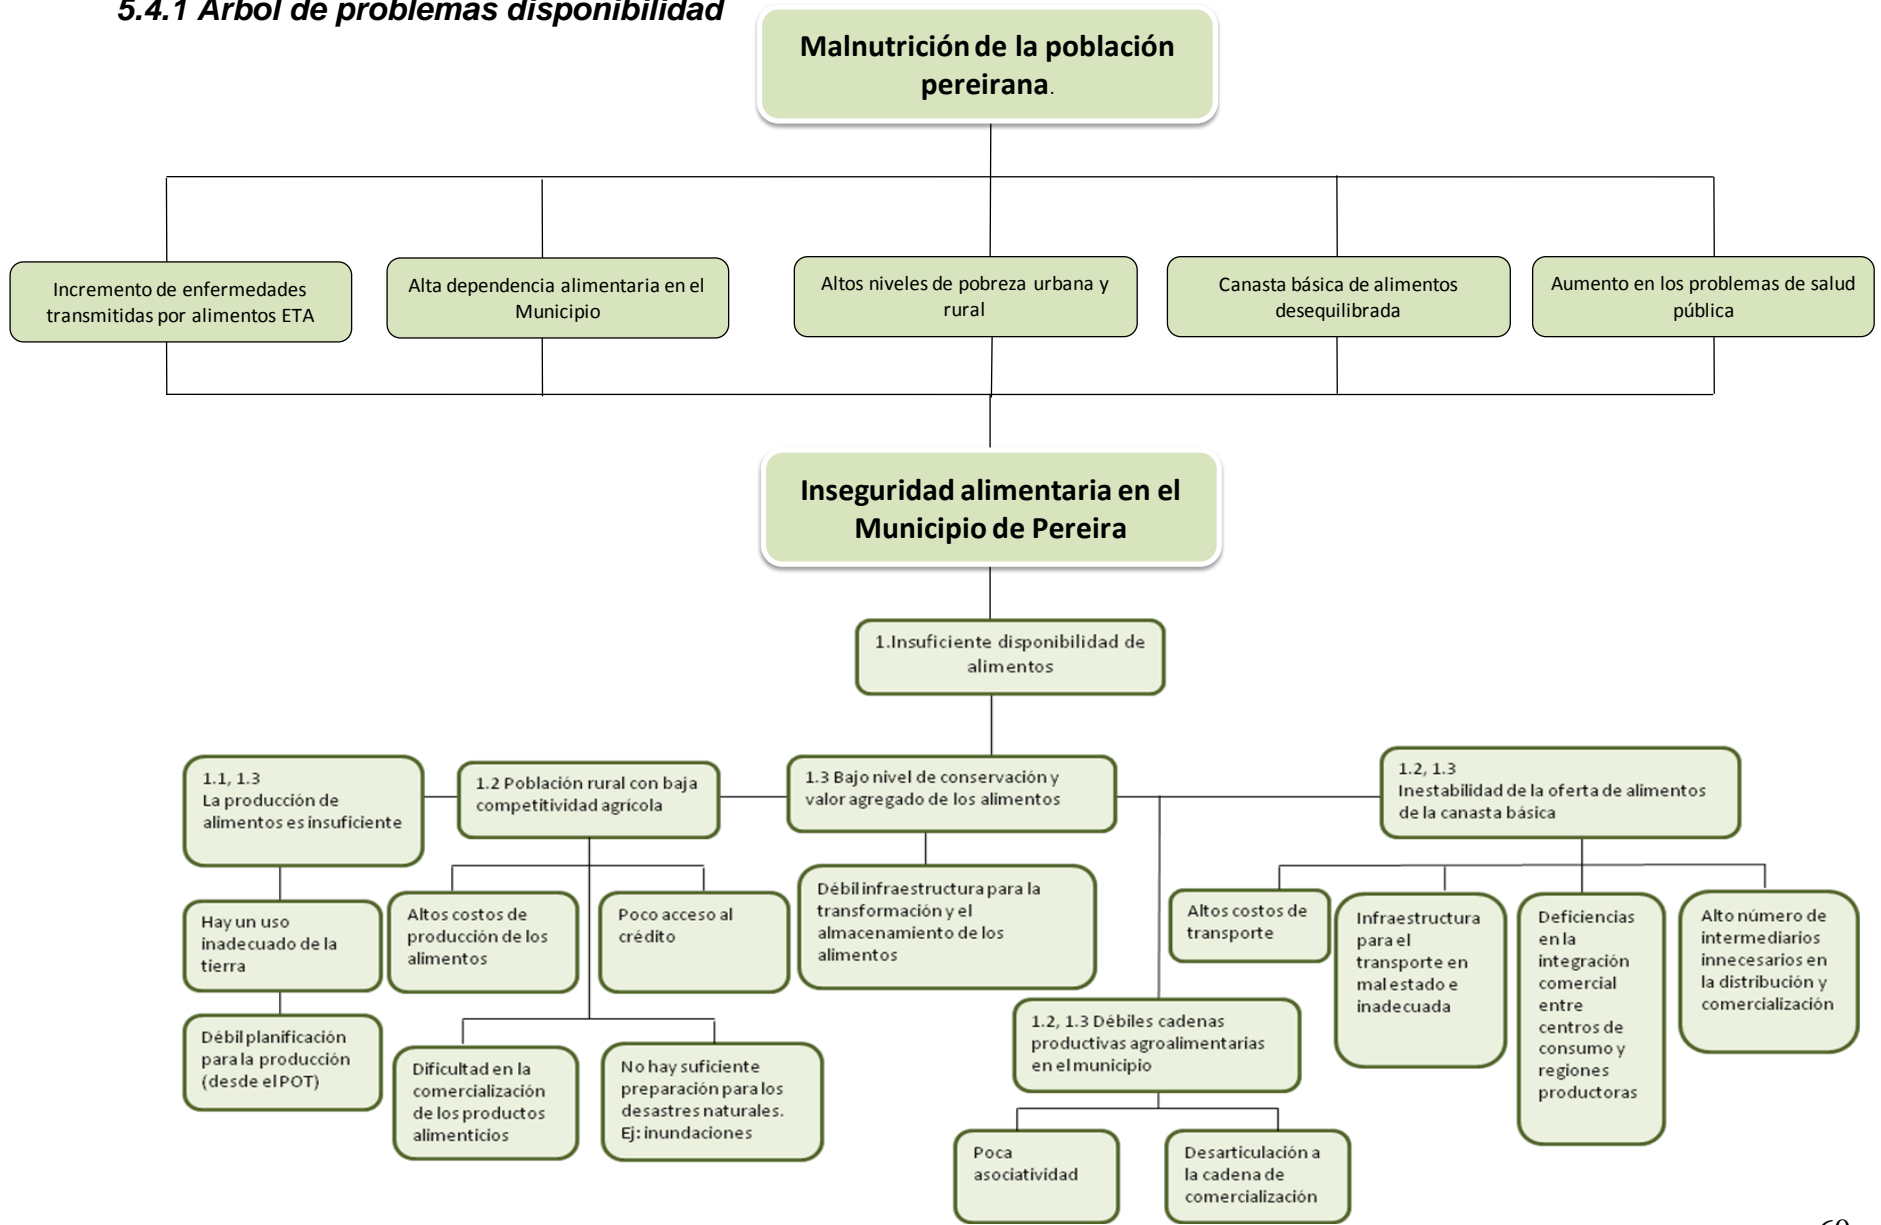 5.4.1 Árbol de problemas disponibilidad
Malnutrición de la población
pereirana.
Incremento de enfermedades
transmitidas por alimentos ETA
Alta dependencia alimentaria en el
Municipio
Altos niveles de pobreza urbana y
rural
Canasta básica de alimentos
desequilibrada
Aumento en los problemas de salud
pública
Inseguridad alimentaria en el
Municipio de Pereira
1.Insuficiente disponibilidad de
alimentos
1.1, 1.3
La producción de
alimentos es insuficiente
1.2 Población rural con baja
competitividad agrícola
1.3 Bajo nivel de conservación y
valor agregado de los alimentos
1.2, 1.3
Inestabilidad de la oferta de alimentos
de la canasta básica
Hay un uso
inadecuado de la
tierra
Altos costos de
producción de los
alimentos
Poco acceso al
crédito
Débil infraestructura para la
transformación y el
almacenamiento de los
alimentos
Altos costos de
transporte
Infraestructura
para el
transporte en
mal estado e
inadecuada
Deficiencias
en la
integración
comercial
entre
centros de
consumo y
regiones
productoras
Alto número de
intermediarios
innecesarios en
la distribución y
comercialización
Débil planificación
para la producción
(desde el POT)
Dificultad en la
comercialización
de los productos
alimenticios
No hay suficiente
preparación para los
desastres naturales.
Ej: inundaciones
1.2, 1.3 Débiles cadenas
productivas agroalimentarias
en el municipio
Poca
asociatividad
Desarticulación a
la cadena de
comercialización